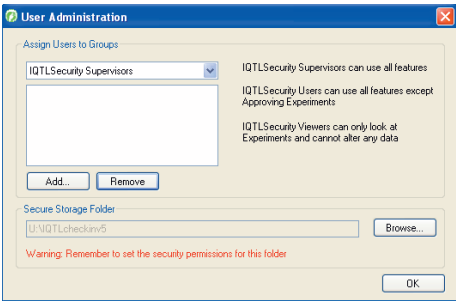 User Administration
Assign Users to Groups
IQTLSecurity Supervisors
IQTLSecurity Supervisors can use all features
IQTLSecurity Users can use all features except
Approving Experiments
IQTLSecurity Viewers can only look at
Experiments and cannot alter any data
Add... Remove
Secure Storage Folder
U:\IQTLcheckinv5 Browse...
Warning: Remember to set the security permissions for this folder
OK